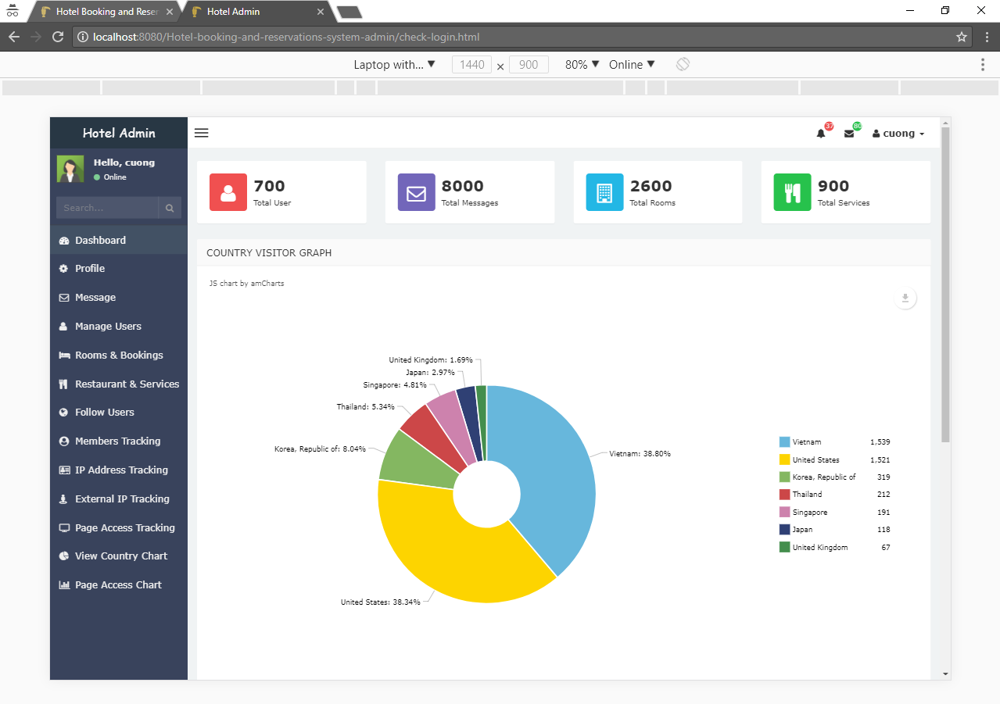 Hotel Booking and Reser
Hotel Admin
localhost:8080/Hotel-booking-and-reservations-system-admin/check-login.html
Laptop with... ▼ 1440 × 900 80% ▼ Online ▼
Hotel Admin
37
80
cuong
Hello, cuong
Online
Search...
Dashboard
Profile
Message
Manage Users
Rooms & Bookings
Restaurant & Services
Follow Users
Members Tracking
IP Address Tracking
External IP Tracking
Page Access Tracking
View Country Chart
Page Access Chart
700
Total User
8000
Total Messages
2600
Total Rooms
900
Total Services
COUNTRY VISITOR GRAPH
JS chart by amCharts
United Kingdom: 1.69%
Japan: 2.97%
Singapore: 4.81%
Thailand: 5.34%
Korea, Republic of: 8.04%
Vietnam: 38.80%
United States: 38.34%
Vietnam 1,539
United States 1,521
Korea, Republic of 319
Thailand 212
Singapore 191
Japan 118
United Kingdom 67